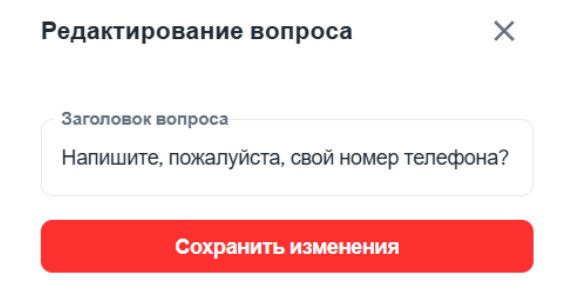 Редактирование вопроса
Заголовок вопроса
Напишите, пожалуйста, свой номер телефона?
Сохранить изменения